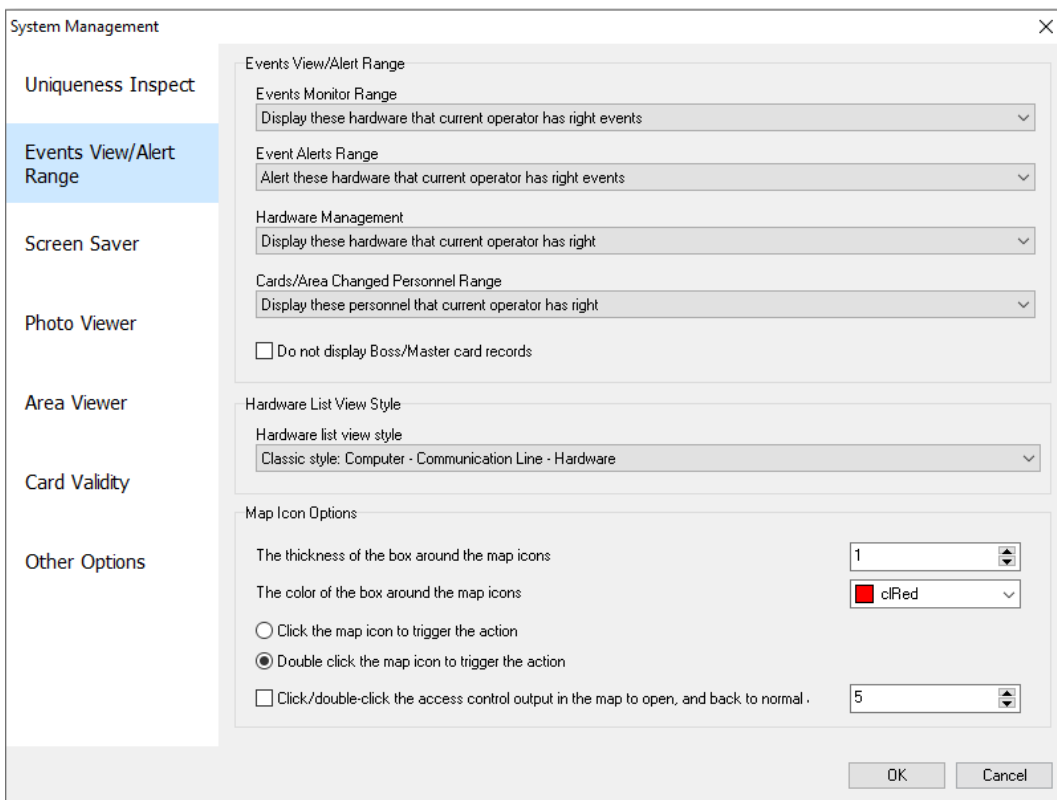 System Management
Uniqueness Inspect
Events View/Alert
Range
Screen Saver
Photo Viewer
Area Viewer
Card Validity
Other Options
Events View/Alert Range
Events Monitor Range
Display these hardware that current operator has right events
Event Alerts Range
Alert these hardware that current operator has right events
Hardware Management
Display these hardware that current operator has right
Cards/Area Changed Personnel Range
Display these personnel that current operator has right
Do not display Boss/Master card records
Hardware List View Style
Hardware list view style
Classic style: Computer - Communication Line - Hardware
Map Icon Options
The thickness of the box around the map icons
1
The color of the box around the map icons
clRed
Click the map icon to trigger the action
Double click the map icon to trigger the action
Click/double-click the access control output in the map to open, and back to normal
5
OK
Cancel